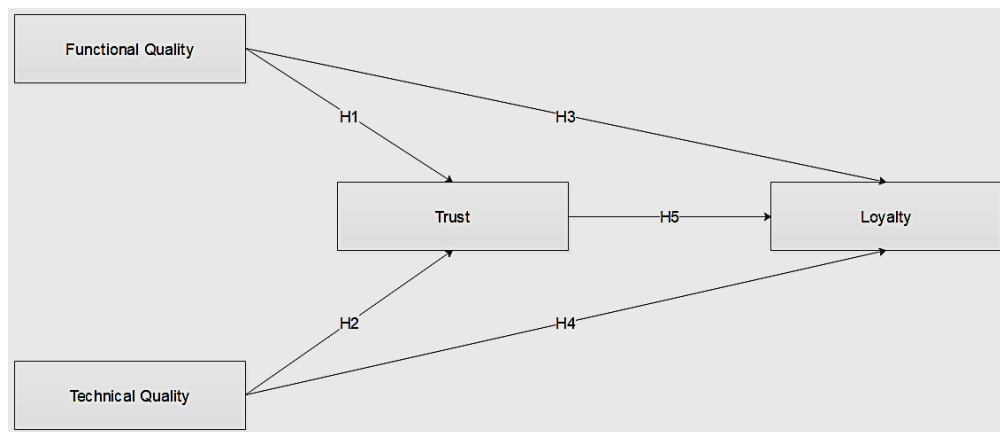 Functional Quality
H1
H3
Trust
H5
Loyalty
H2
H4
Technical Quality